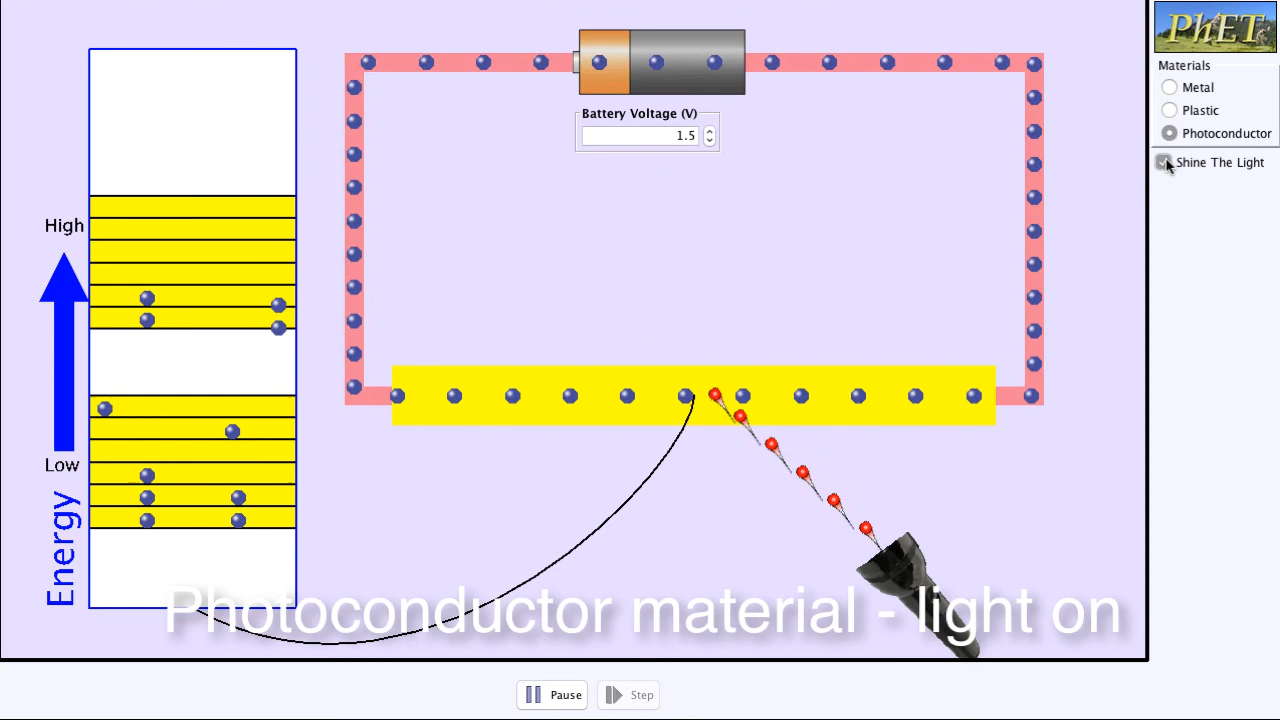 PhET
Materials
Metal
Plastic
Photoconductor
Shine The Light
Battery Voltage (V)
1.5
High
Low
Energy
Photoconductor material - light on
Pause
Step